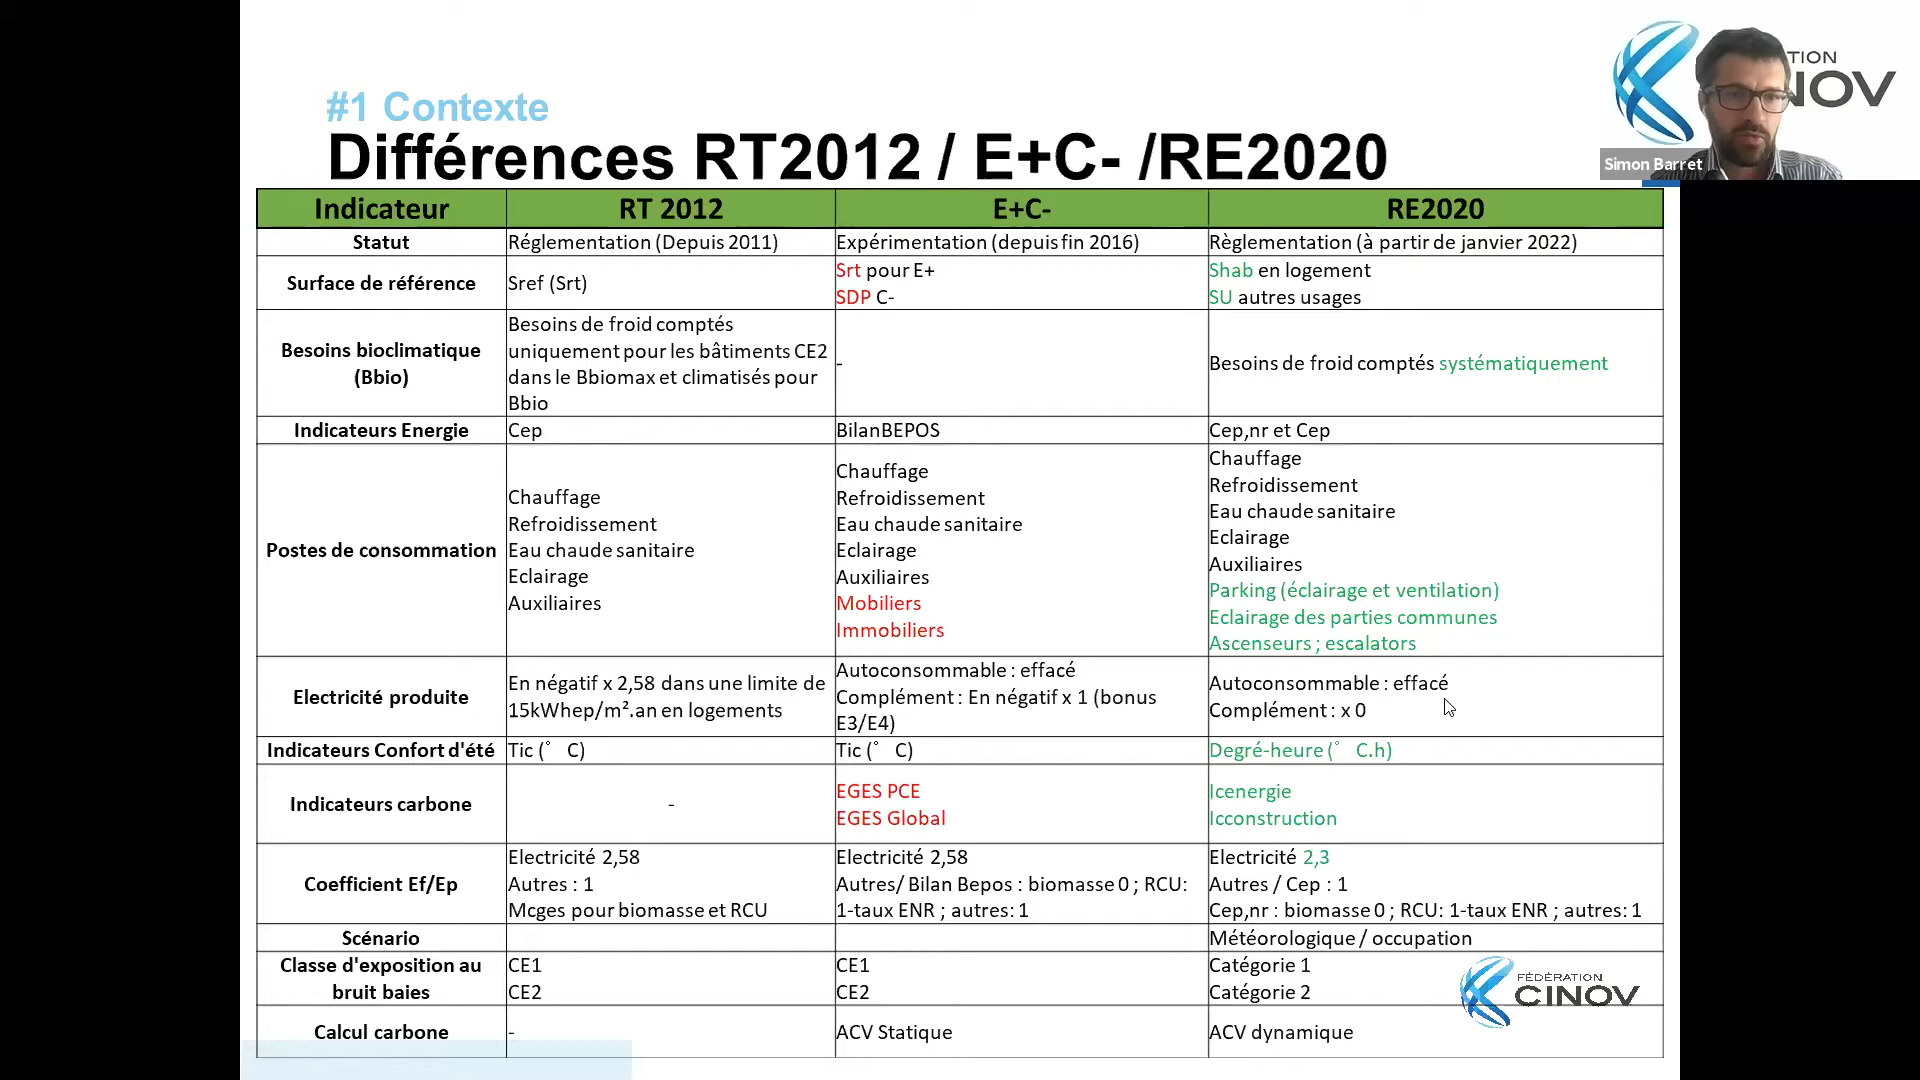 #1 Contexte
Différences RT2012 / E+C- /RE2020
TION
NOV
Simon Barret
Indicateur RT 2012 E+C- RE2020
Statut Réglementation (Depuis 2011) Expérimentation (depuis fin 2016) Règlementation (à partir de janvier 2022)
Surface de référence Sref (Srt)
Srt pour E+
SDP C-
Shab en logement
SU autres usages
Besoins bioclimatique
(Bbio)
Besoins de froid comptés
uniquement pour les bâtiments CE2
dans le Bbiomax et climatisés pour
Bbio
-
Besoins de froid comptés systématiquement
Indicateurs Energie Cep BilanBEPOS Cep,nr et Cep
Postes de consommation
Chauffage
Refroidissement
Eau chaude sanitaire
Eclairage
Auxiliaires
Chauffage
Refroidissement
Eau chaude sanitaire
Eclairage
Auxiliaires
Mobiliers
Immobiliers
Chauffage
Refroidissement
Eau chaude sanitaire
Eclairage
Auxiliaires
Parking (éclairage et ventilation)
Eclairage des parties communes
Ascenseurs ; escalators
Electricité produite
En négatif x 2,58 dans une limite de
15kWhep/m².an en logements
Autoconsommable : effacé
Complément : En négatif x 1 (bonus
E3/E4)
Autoconsommable : effacé
Complément : x 0
Indicateurs Confort d'été Tic (° C) Tic (° C) Degré-heure (° C.h)
Indicateurs carbone
-
EGES PCE
EGES Global
Icenergie
Icconstruction
Coefficient Ef/Ep
Electricité 2,58
Autres : 1
Mcges pour biomasse et RCU
Electricité 2,58
Autres/ Bilan Bepos : biomasse 0 ; RCU:
1-taux ENR ; autres: 1
Electricité 2,3
Autres / Cep : 1
Cep,nr : biomasse 0 ; RCU: 1-taux ENR ; autres: 1
Scénario Météorologique / occupation
Classe d'exposition au
bruit baies
CE1
CE2
CE1
CE2
Catégorie 1
Catégorie 2
FÉDÉRATION
CINOV
Calcul carbone - ACV Statique ACV dynamique